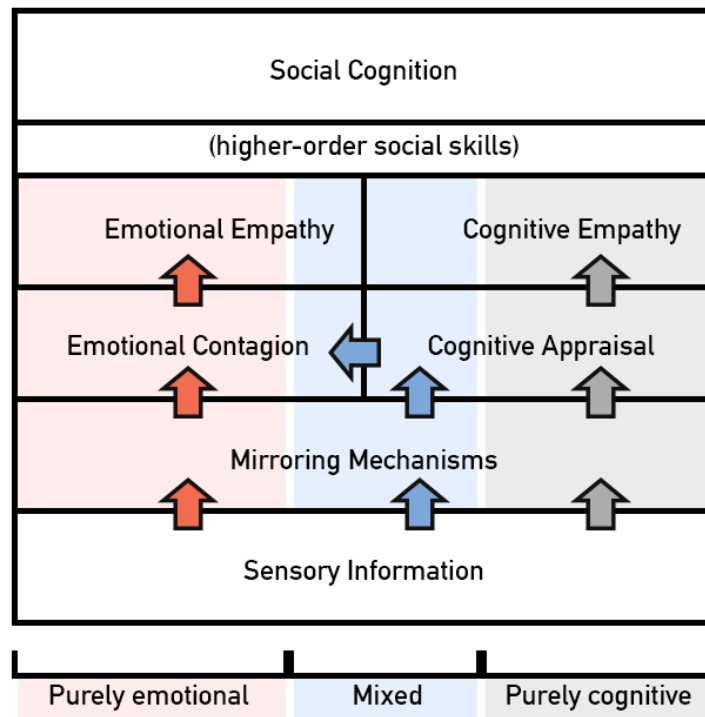 Social Cognition
(higher-order social skills)
Emotional Empathy
Cognitive Empathy
Emotional Contagion
Cognitive Appraisal
Mirroring Mechanisms
Sensory Information
Purely emotional
Mixed
Purely cognitive